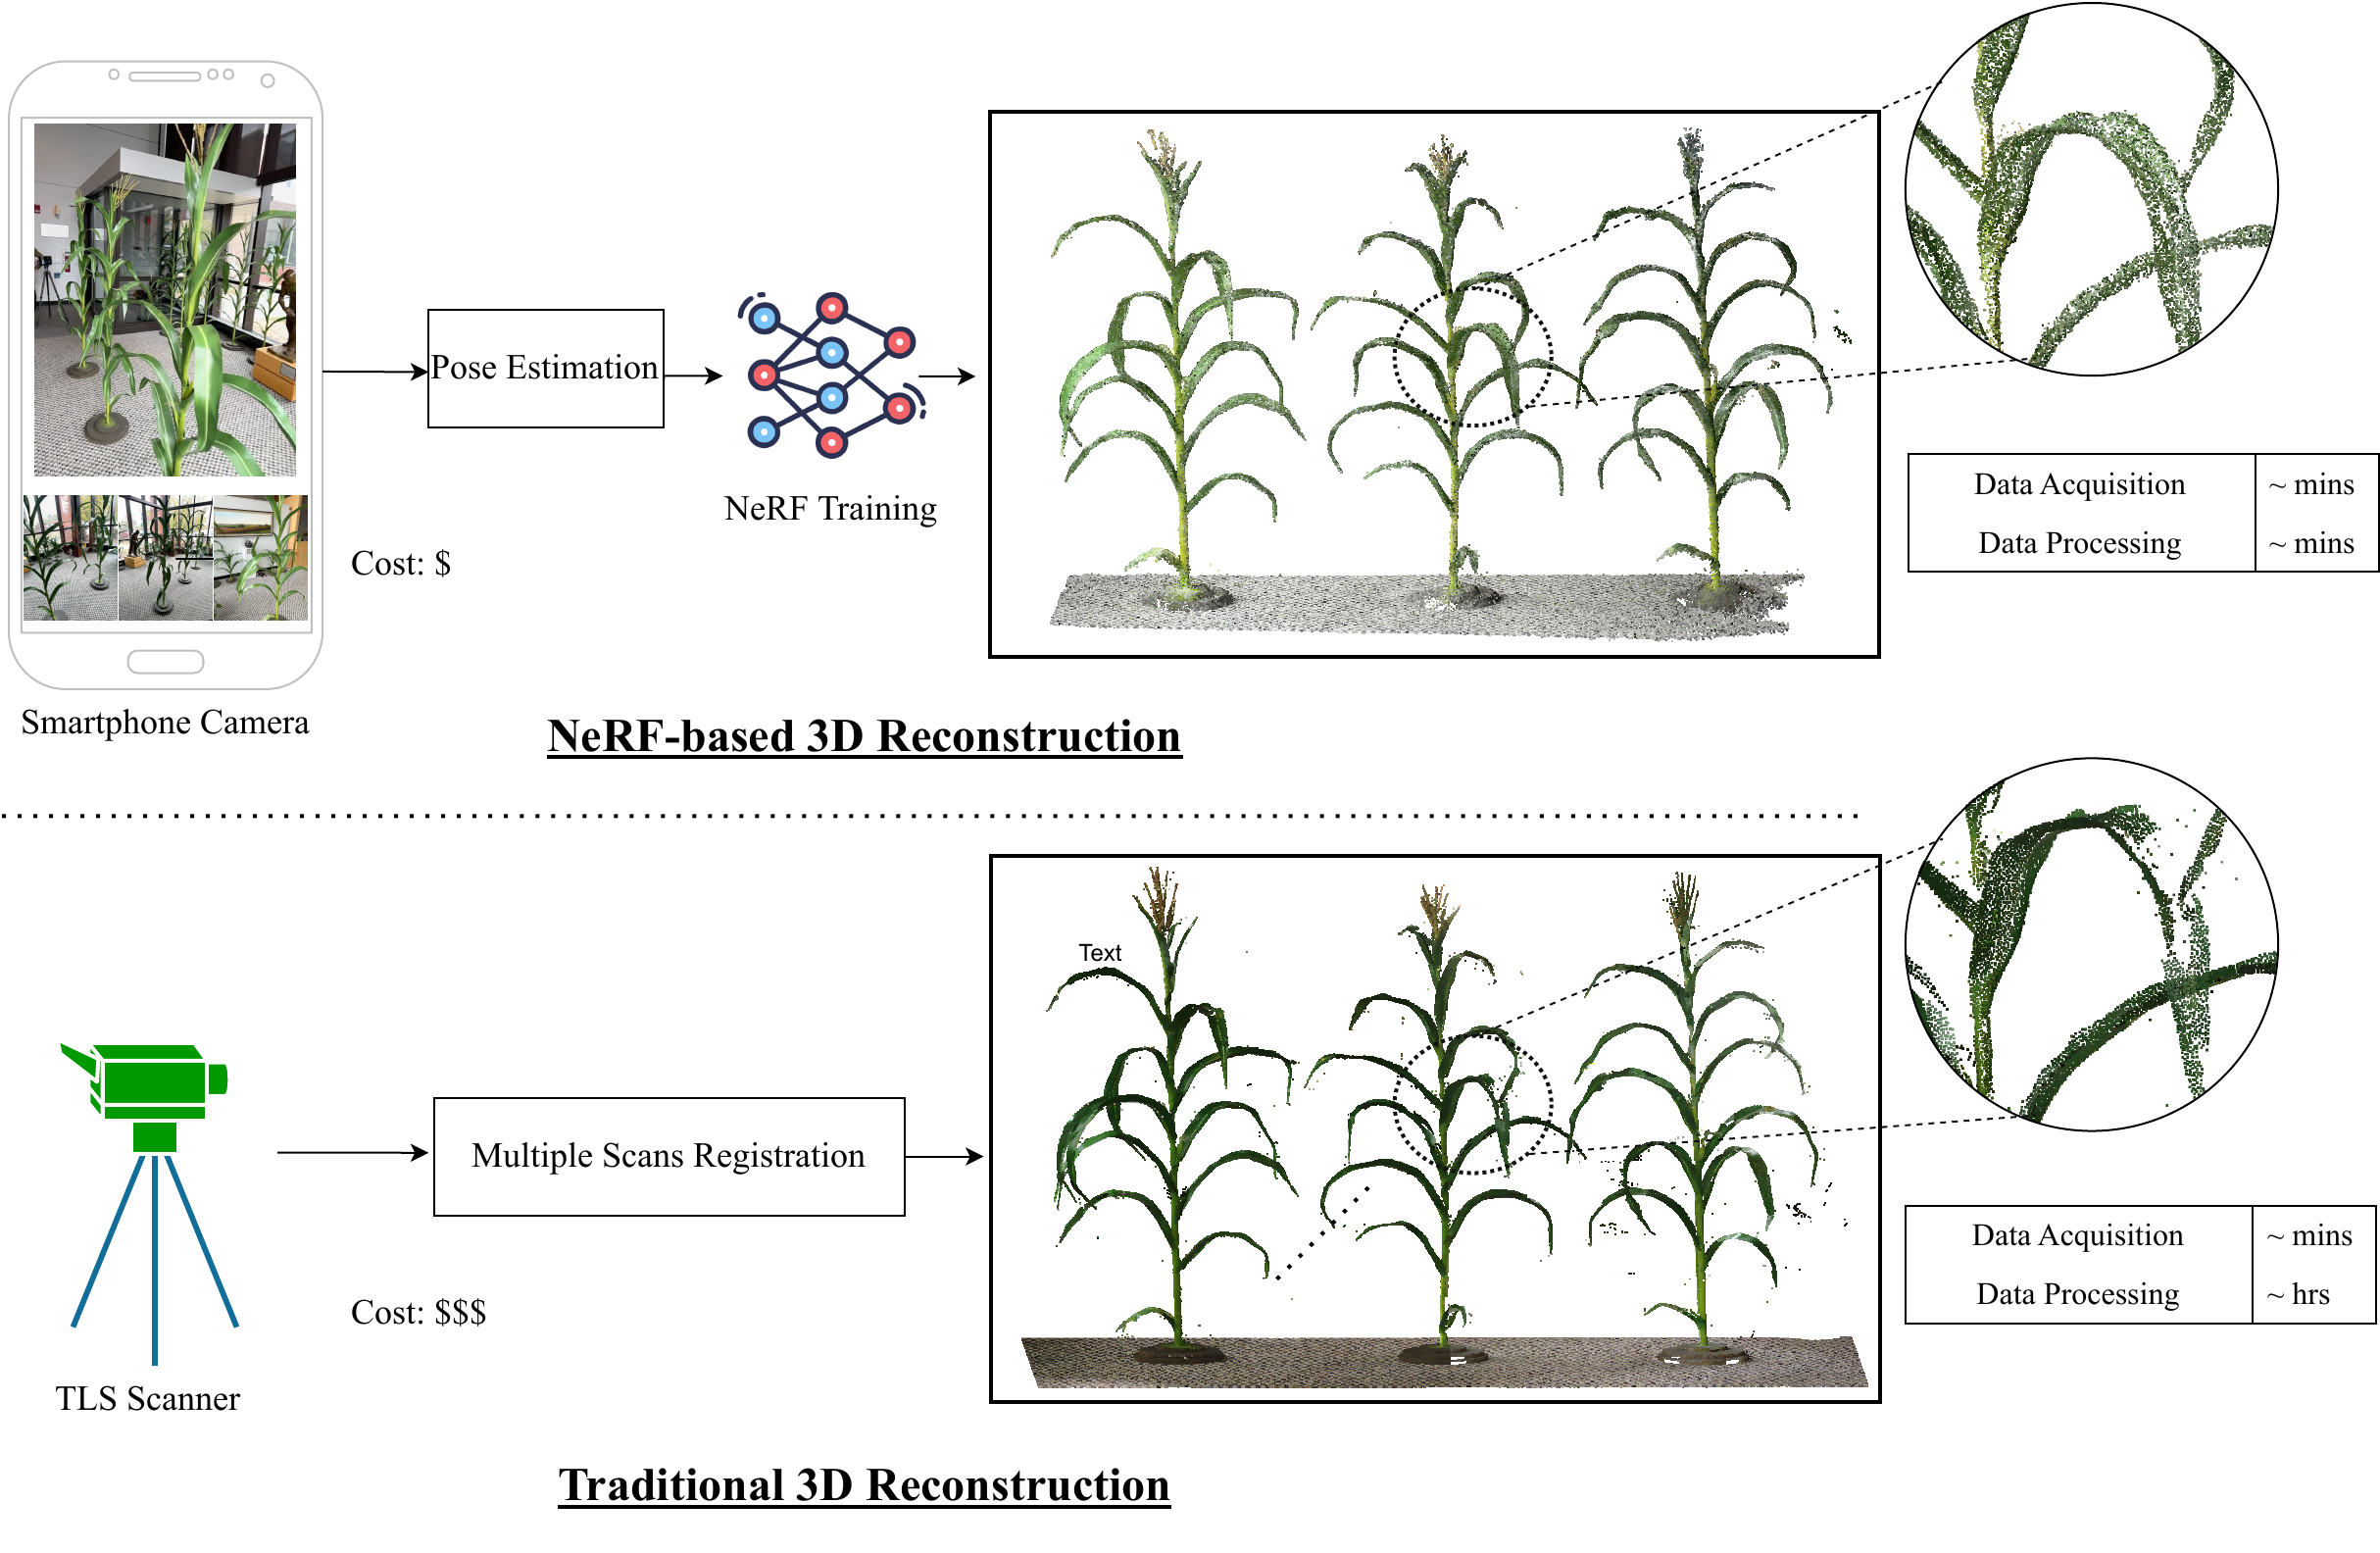 Pose Estimation
NeRF Training
Cost: $
Smartphone Camera
Data Acquisition ~ mins
Data Processing ~ mins
NeRF-based 3D Reconstruction
Text
Multiple Scans Registration
Cost: $$$
TLS Scanner
Data Acquisition ~ mins
Data Processing ~ hrs
Traditional 3D Reconstruction